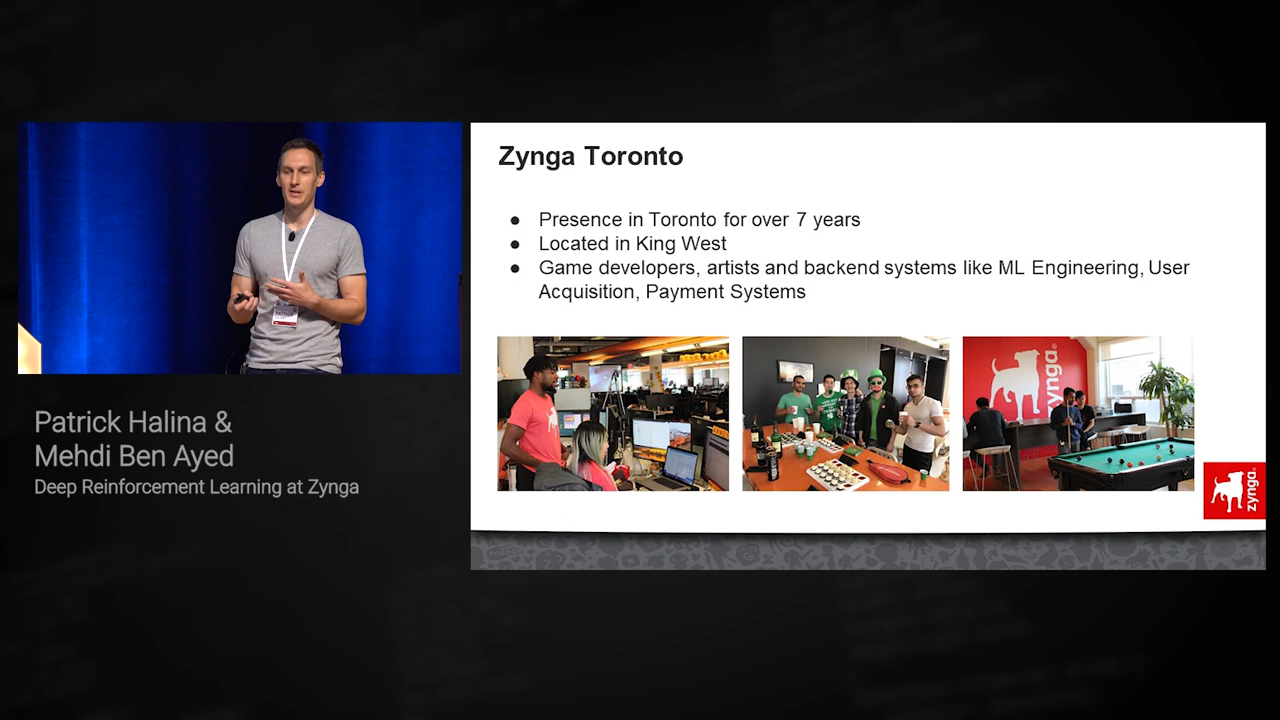 Zynga Toronto
● Presence in Toronto for over 7 years
● Located in King West
● Game developers, artists and backend systems like ML Engineering, User
Acquisition, Payment Systems
zynga
zynga
Patrick Halina &
Mehdi Ben Ayed
Deep Reinforcement Learning at Zynga